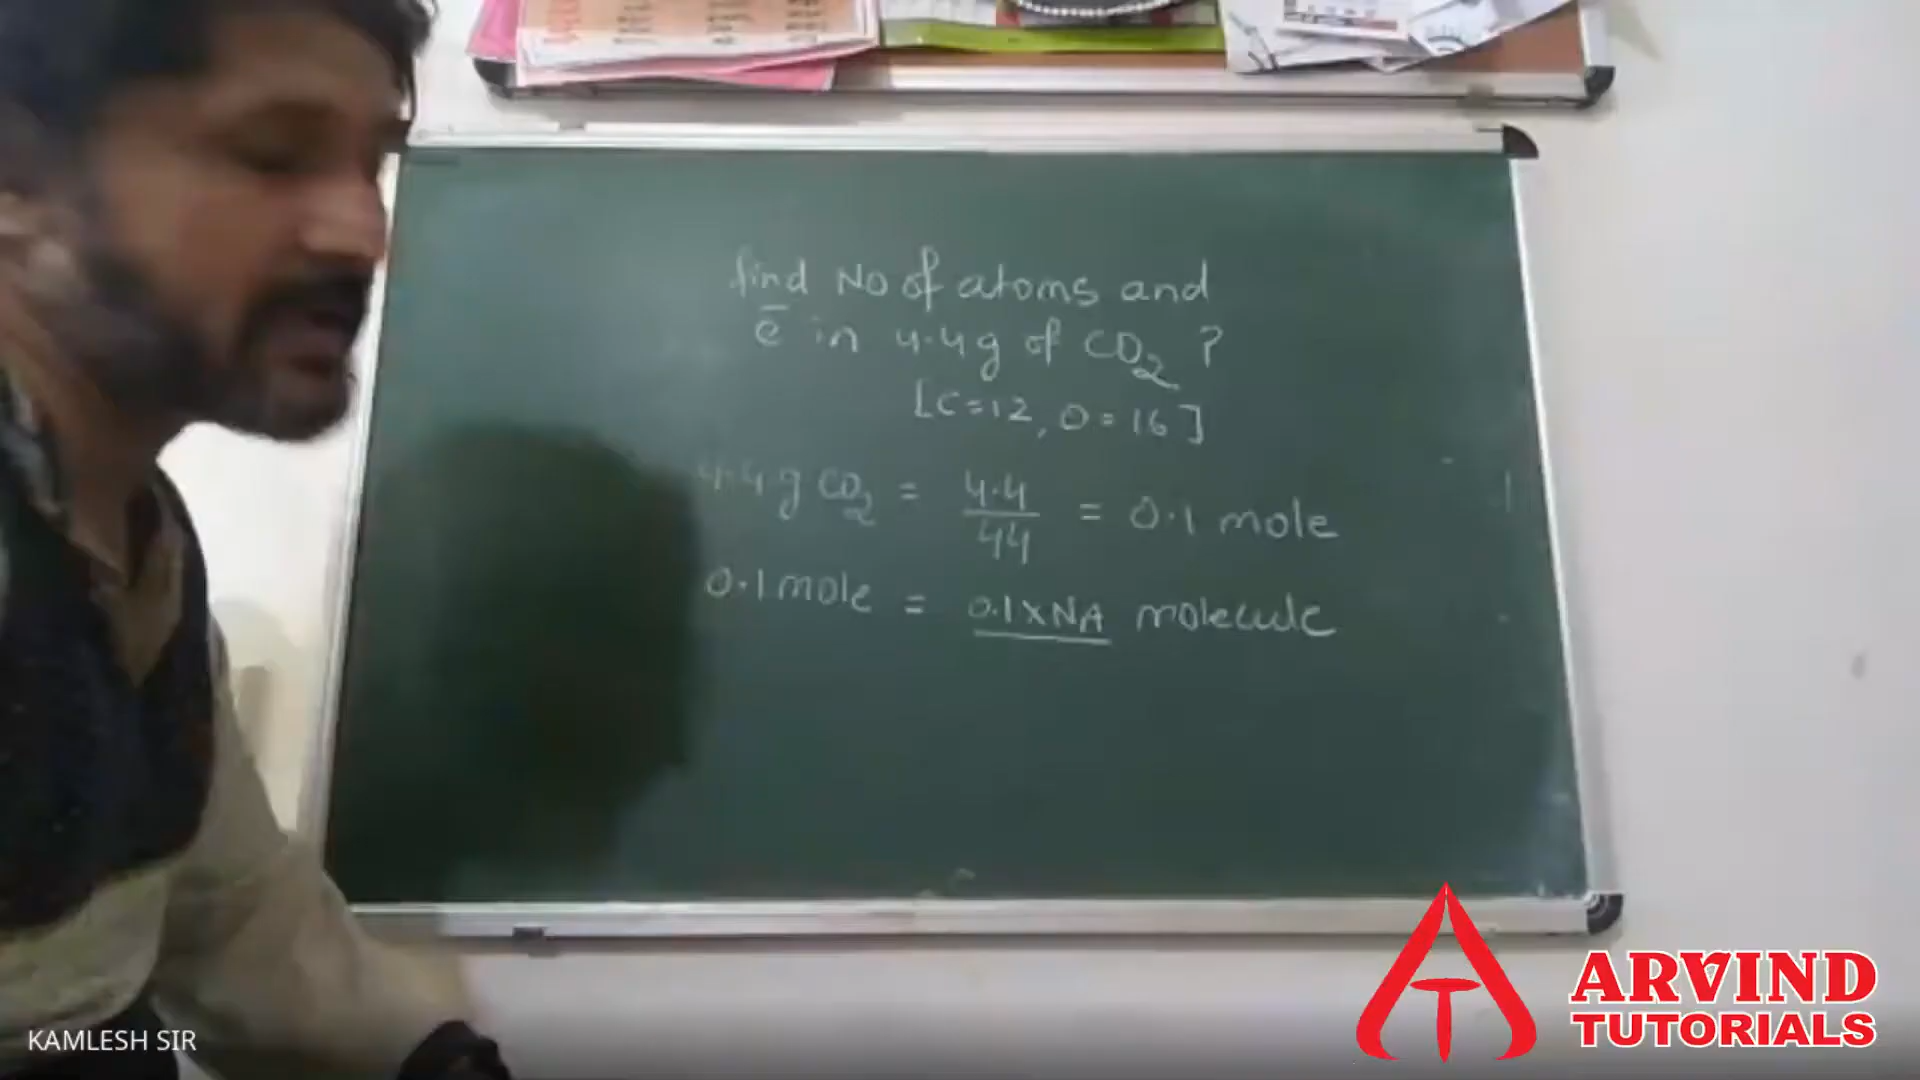 find No of atoms and
ē in 4.4g of CO₂ ?
[C=12, O=16]
4.4g CO₂ = 4.4/44 = 0.1 mole
0.1 mole = 0.1×NA molecule
KAMLESH SIR
ARVIND
TUTORIALS